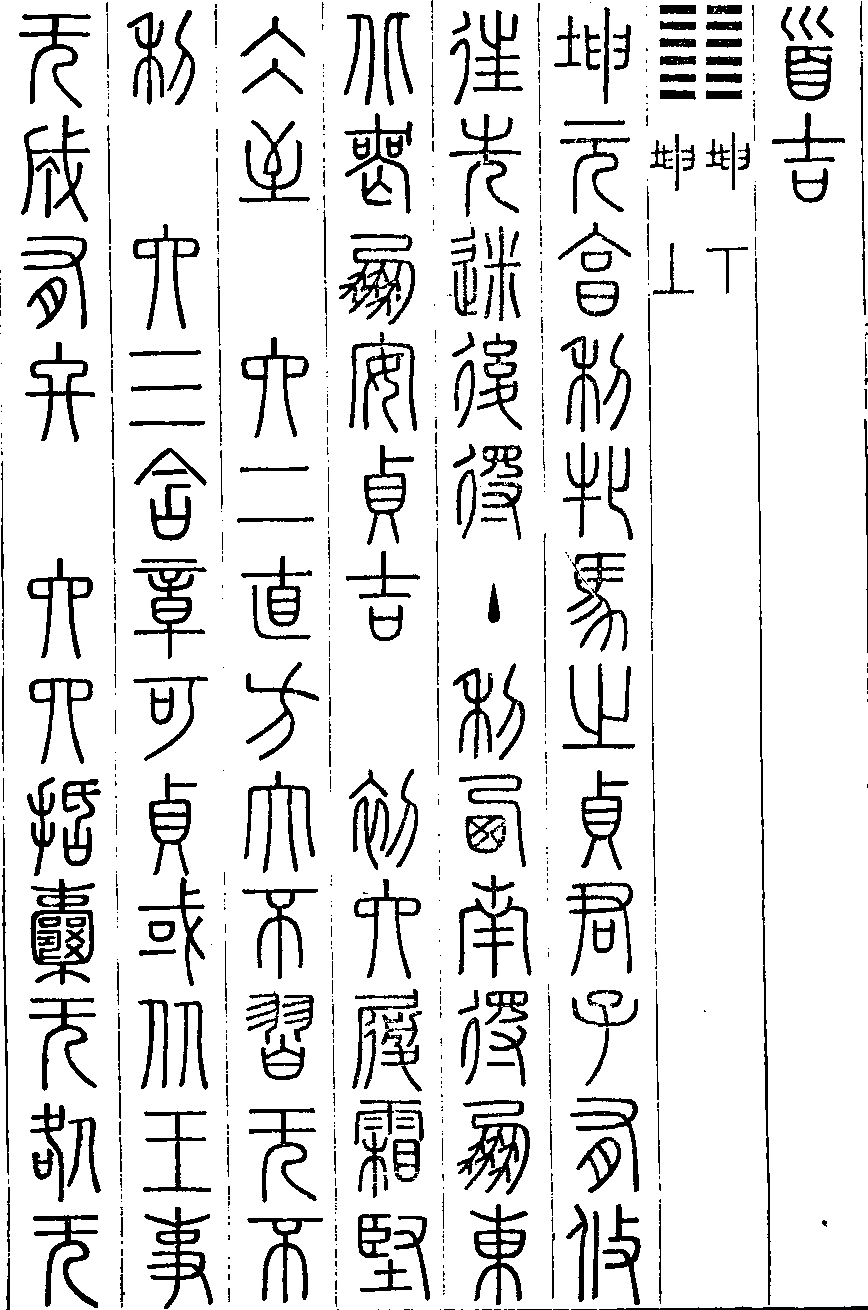 首吉
䷁坤下坤上
坤元亨利牝馬之貞君子有攸
往先迷後得主利西南得朋東
北喪朋安貞吉 初六履霜堅
冰至 六二直方大不習无不
利 六三含章可貞或从王事
无成有終 六四括囊无咎无